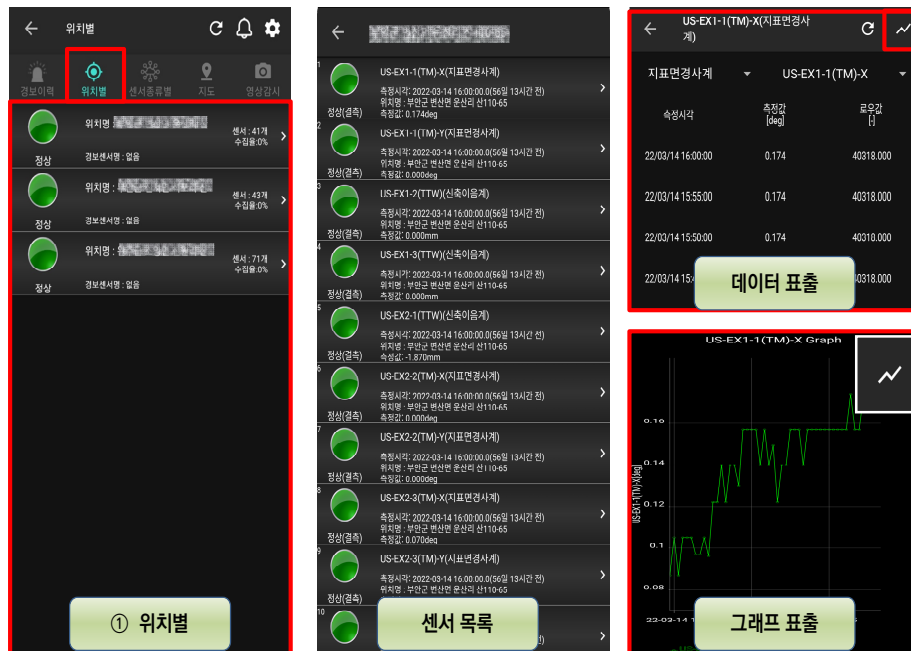 위치별
경보이력
위치별
센서종류별
지도
영상감시
위치명 :
센서 : 41개
수집율:0%
정상
경보센서명 : 없음
위치명 :
센서 : 43개
수집율:0%
정상
경보센서명 : 없음
위치명 :
센서 : 71개
수집율:0%
정상
경보센서명 : 없음
① 위치별
1
US-EX1-1(TM)-X(지표면경사계)
측정시각: 2022-03-14 16:00:00.0(56일 13시간 전)
위치명 : 부안군 변산면 운산리 산110-65
정상(결측)
측정값: 0.174deg
2
US-EX1-1(TM)-Y(지표면경사계)
측정시각: 2022-03-14 16:00:00.0(56일 13시간 전)
위치명 : 부안군 변산면 운산리 산110-65
정상(결측)
측정값: 0.000deg
3
US-EX1-2(TTW)(신축이음계)
측정시각: 2022-03-14 16:00:00.0(56일 13시간 전)
위치명 : 부안군 변산면 운산리 산110-65
정상(결측)
측정값: 0.000mm
4
US-EX1-3(TTW)(신축이음계)
측정시각: 2022-03-14 16:00:00.0(56일 13시간 전)
위치명 : 부안군 변산면 운산리 산110-65
정상(결측)
측정값: 0.000mm
5
US-EX2-1(TTW)(신축이음계)
측정시각: 2022-03-14 16:00:00.0(56일 13시간 전)
위치명 : 부안군 변산면 운산리 산110-65
정상(결측)
측정값: -1.870mm
6
US-EX2-2(TM)-X(지표면경사계)
측정시각: 2022-03-14 16:00:00.0(56일 13시간 전)
위치명 : 부안군 변산면 운산리 산110-65
정상(결측)
측정값: 0.000deg
7
US-EX2-2(TM)-Y(지표면경사계)
측정시각: 2022-03-14 16:00:00.0(56일 13시간 전)
위치명 : 부안군 변산면 운산리 산110-65
정상(결측)
측정값: 0.000deg
8
US-EX2-3(TM)-X(지표면경사계)
측정시각: 2022-03-14 16:00:00.0(56일 13시간 전)
위치명 : 부안군 변산면 운산리 산110-65
정상(결측)
측정값: 0.070deg
9
US-EX2-3(TM)-Y(지표면경사계)
측정시각: 2022-03-14 16:00:00.0(56일 13시간 전)
위치명 : 부안군 변산면 운산리 산110-65
정상(결측)
10
센서 목록
US-EX1-1(TM)-X(지표면경사
계)
지표면경사계
US-EX1-1(TM)-X
측정시각
측정값
[deg]
로우값
[-]
22/03/14 16:00:00 0.174 40318.000
22/03/14 15:55:00 0.174 40318.000
22/03/14 15:50:00 0.174 40318.000
22/03/14 15:4
0318.000
데이터 표출
US-EX1-1(TM)-X Graph
US-EX1-1(TM)-X[deg]
0.16
0.14
0.12
0.1
0.08
22-03-14 1
그래프 표출